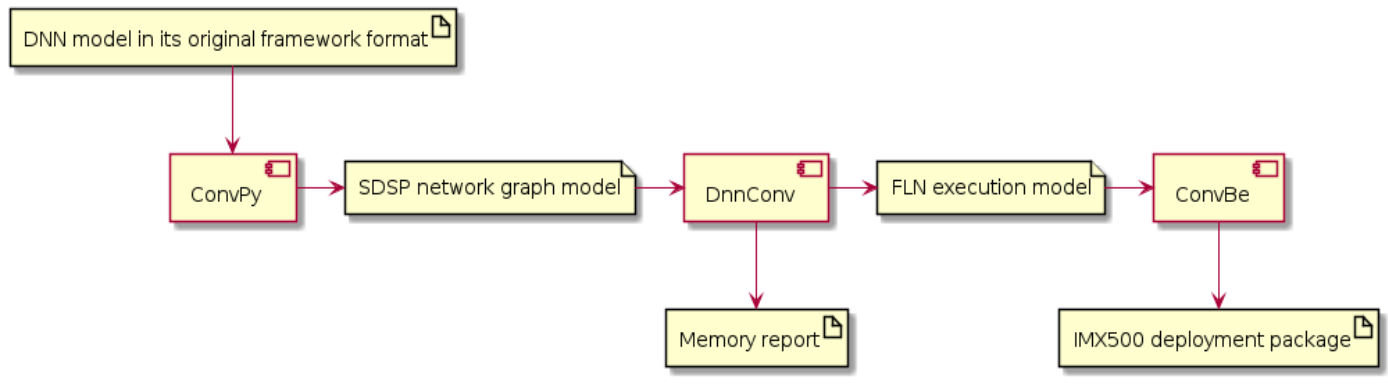 DNN model in its original framework format
ConvPy
SDSP network graph model
DnnConv
FLN execution model
ConvBe
Memory report
IMX500 deployment package